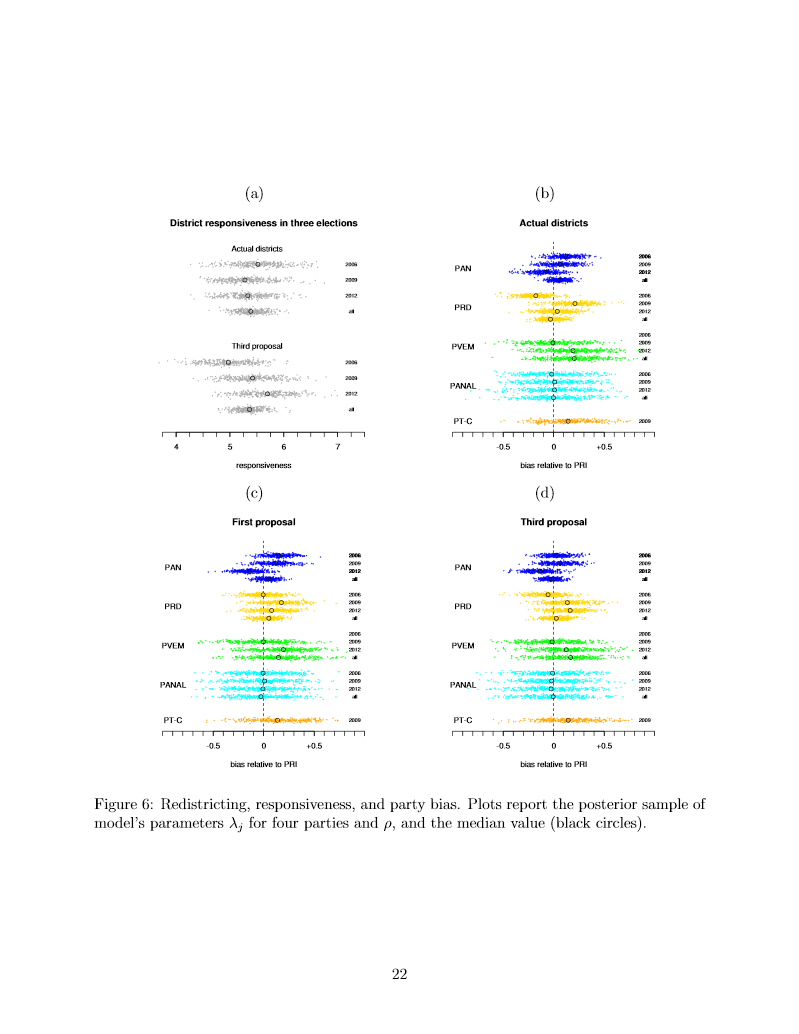 (a)
District responsiveness in three elections
Actual districts
2006
2009
2012
all
Third proposal
2006
2009
2012
all
4 5 6 7
responsiveness
(b)
Actual districts
PAN
2006
2009
2012
all
PRD
2006
2009
2012
all
PVEM
2006
2009
2012
all
PANAL
2006
2009
2012
all
PT-C
2009
-0.5 0 +0.5
bias relative to PRI
(c)
First proposal
PAN
2006
2009
2012
all
PRD
2006
2009
2012
all
PVEM
2006
2009
2012
all
PANAL
2006
2009
2012
all
PT-C
2009
-0.5 0 +0.5
bias relative to PRI
(d)
Third proposal
PAN
2006
2009
2012
all
PRD
2006
2009
2012
all
PVEM
2006
2009
2012
all
PANAL
2006
2009
2012
all
PT-C
2009
-0.5 0 +0.5
bias relative to PRI
Figure 6: Redistricting, responsiveness, and party bias. Plots report the posterior sample of
model's parameters λj for four parties and ρ, and the median value (black circles).
22